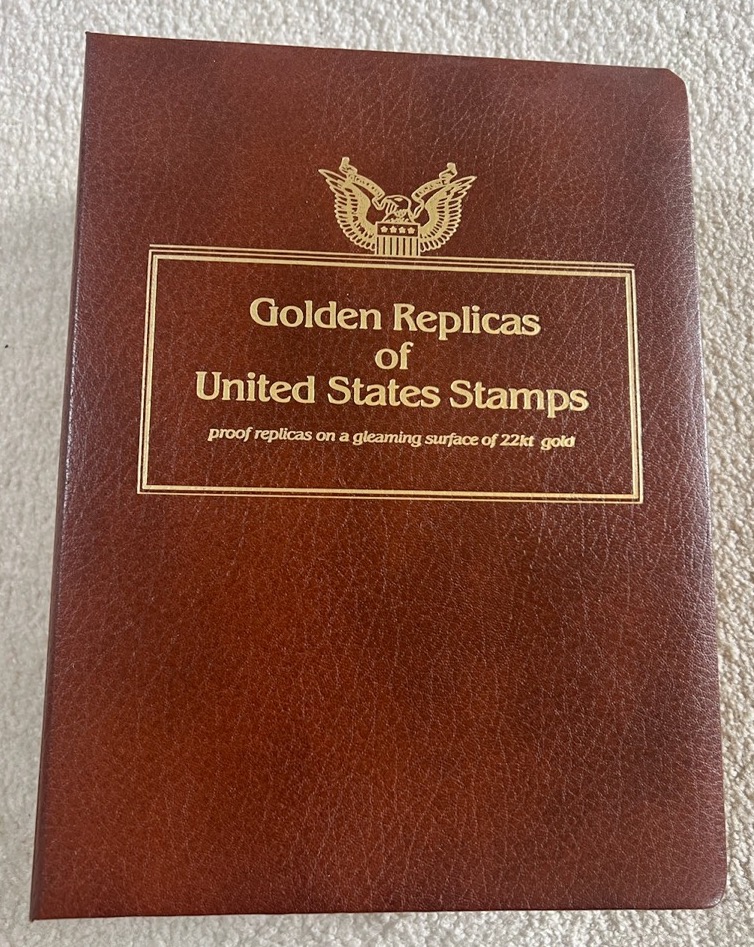 Golden Replicas
of
United States Stamps
proof replicas on a gleaming surface of 22kt gold